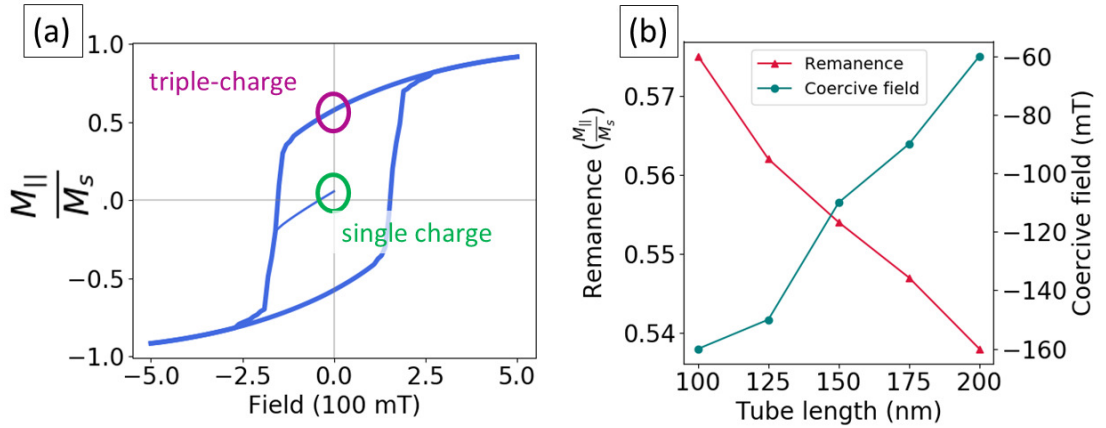 (a)
1.0
0.5
.0
−0.5
−1.0
M||
Ms
triple-charge
single charge
−5.0 −2.5 0.0 2.5 5.0
Field (100 mT)
(b)
0.57
0.56
0.55
0.54
Remanence (M||/Ms)
Remanence
Coercive field
−60
−80
−100
−120
−140
−160
Coercive field (mT)
100 125 150 175 200
Tube length (nm)